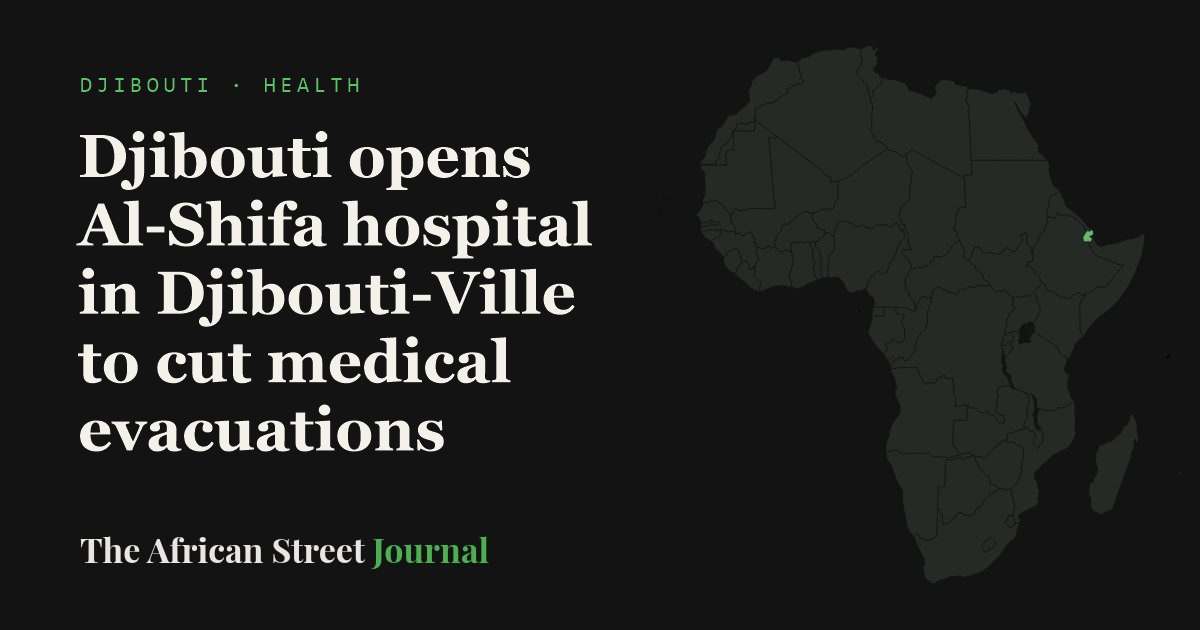 DJIBOUTI · HEALTH
Djibouti opens
Al-Shifa hospital
in Djibouti-Ville
to cut medical
evacuations
The African Street Journal